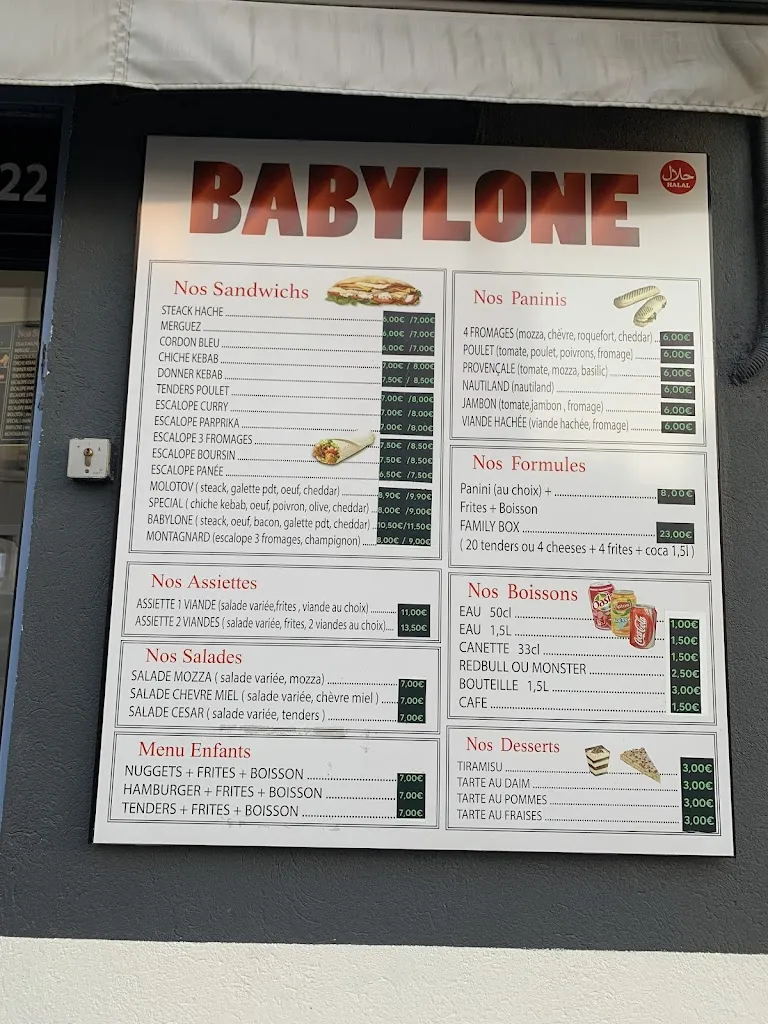 22
BABYLONE
حلال
HALAL
Nos Sandwichs
STEACK HACHE 6,00€ /7,00€
MERGUEZ 6,00€ /7,00€
CORDON BLEU 6,00€ /7,00€
CHICHE KEBAB 7,00€ / 8,00€
DONNER KEBAB 7,50€ / 8,50€
TENDERS POULET 7,00€ /8,00€
ESCALOPE CURRY 7,00€ /8,00€
ESCALOPE PARPRIKA 7,00€ /8,00€
ESCALOPE 3 FROMAGES 7,50€ /8,50€
ESCALOPE BOURSIN 7,50€ /8,50€
ESCALOPE PANÉE 6,50€ /7,50€
MOLOTOV ( steack, galette pdt, oeuf, cheddar) 8,90€ /9,90€
SPECIAL ( chiche kebab, oeuf, poivron, olive, cheddar) 8,00€ /9,00€
BABYLONE ( steack, oeuf, bacon, galette pdt, cheddar) 10,50€/11,50€
MONTAGNARD (escalope 3 fromages, champignon) 8,00€ / 9,00€
Nos Assiettes
ASSIETTE 1 VIANDE (salade variée,frites , viande au choix) 11,00€
ASSIETTE 2 VIANDES ( salade variée, frites, 2 viandes au choix) 13,50€
Nos Salades
SALADE MOZZA ( salade variée, mozza) 7,00€
SALADE CHEVRE MIEL ( salade variée, chèvre miel ) 7,00€
SALADE CESAR ( salade variée, tenders ) 7,00€
Menu Enfants
NUGGETS + FRITES + BOISSON 7,00€
HAMBURGER + FRITES + BOISSON 7,00€
TENDERS + FRITES + BOISSON 7,00€
Nos Paninis
4 FROMAGES (mozza, chèvre, roquefort, cheddar) 6,00€
POULET (tomate, poulet, poivrons, fromage) 6,00€
PROVENÇALE (tomate, mozza, basilic) 6,00€
NAUTILAND (nautiland) 6,00€
JAMBON (tomate,jambon , fromage) 6,00€
VIANDE HACHÉE (viande hachée, fromage) 6,00€
Nos Formules
Panini (au choix) + 8,00€
Frites + Boisson
FAMILY BOX 23,00€
( 20 tenders ou 4 cheeses + 4 frites + coca 1,5l )
Nos Boissons
EAU 50cl 1,00€
EAU 1,5L 1,50€
CANETTE 33cl 1,50€
REDBULL OU MONSTER 2,50€
BOUTEILLE 1,5L 3,00€
CAFE 1,50€
Oasis
Coca-Cola
Nos Desserts
TIRAMISU 3,00€
TARTE AU DAIM 3,00€
TARTE AU POMMES 3,00€
TARTE AU FRAISES 3,00€